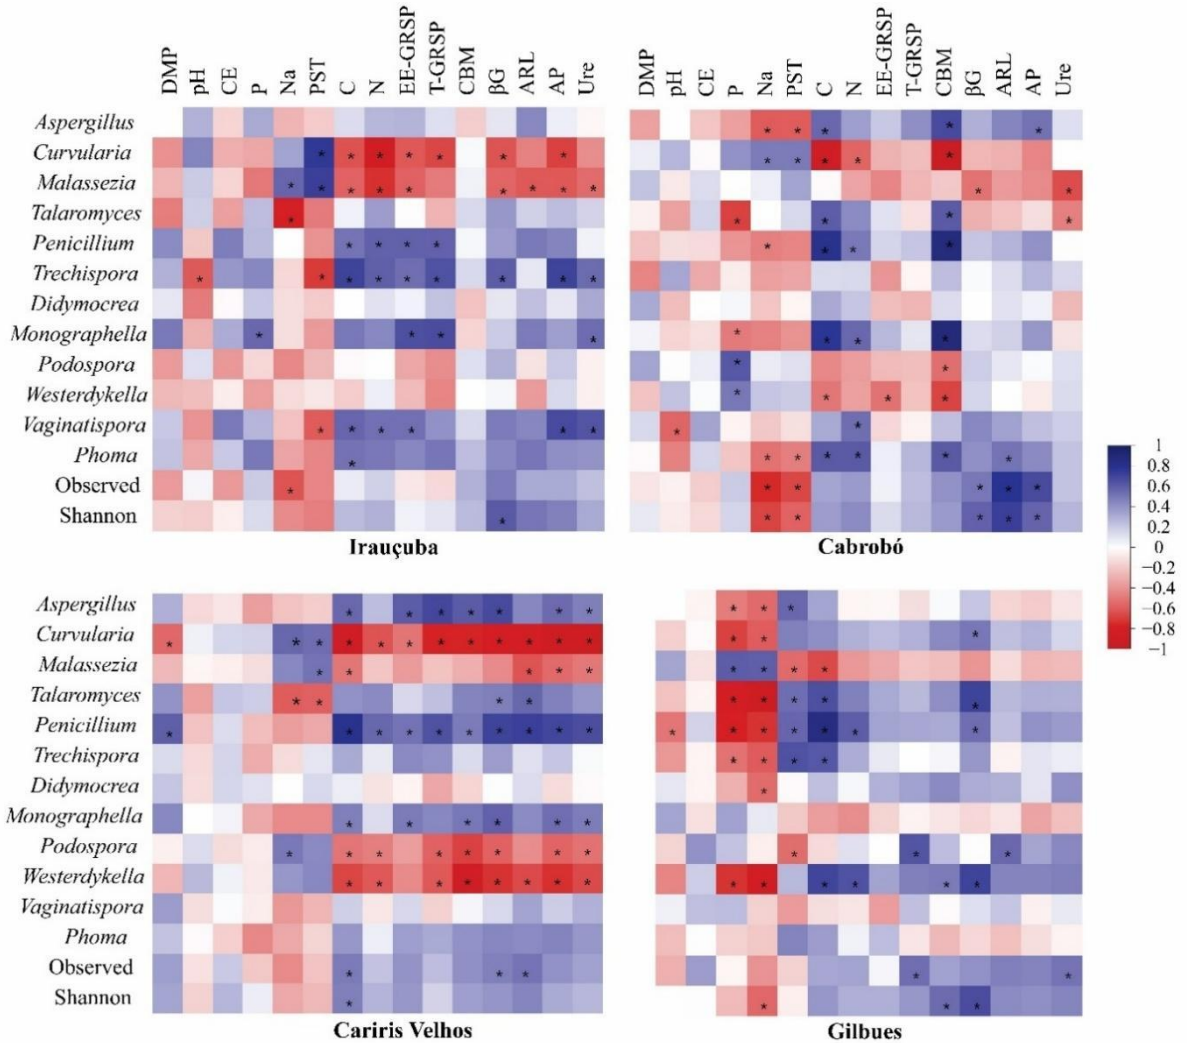 DMP pH CE P Na PST C N EE-GRSP T-GRSP CBM βG ARL AP Ure
DMP pH CE P Na PST C N EE-GRSP T-GRSP CBM βG ARL AP Ure
Aspergillus
Curvularia
Malassezia
Talaromyces
Penicillium
Trechispora
Didymocrea
Monographella
Podospora
Westerdykella
Vaginatispora
Phoma
Observed
Shannon
Irauçuba
Cabrobó
1
0.8
0.6
0.4
0.2
0
−0.2
−0.4
−0.6
−0.8
−1
Aspergillus
Curvularia
Malassezia
Talaromyces
Penicillium
Trechispora
Didymocrea
Monographella
Podospora
Westerdykella
Vaginatispora
Phoma
Observed
Shannon
Cariris Velhos
Gilbues